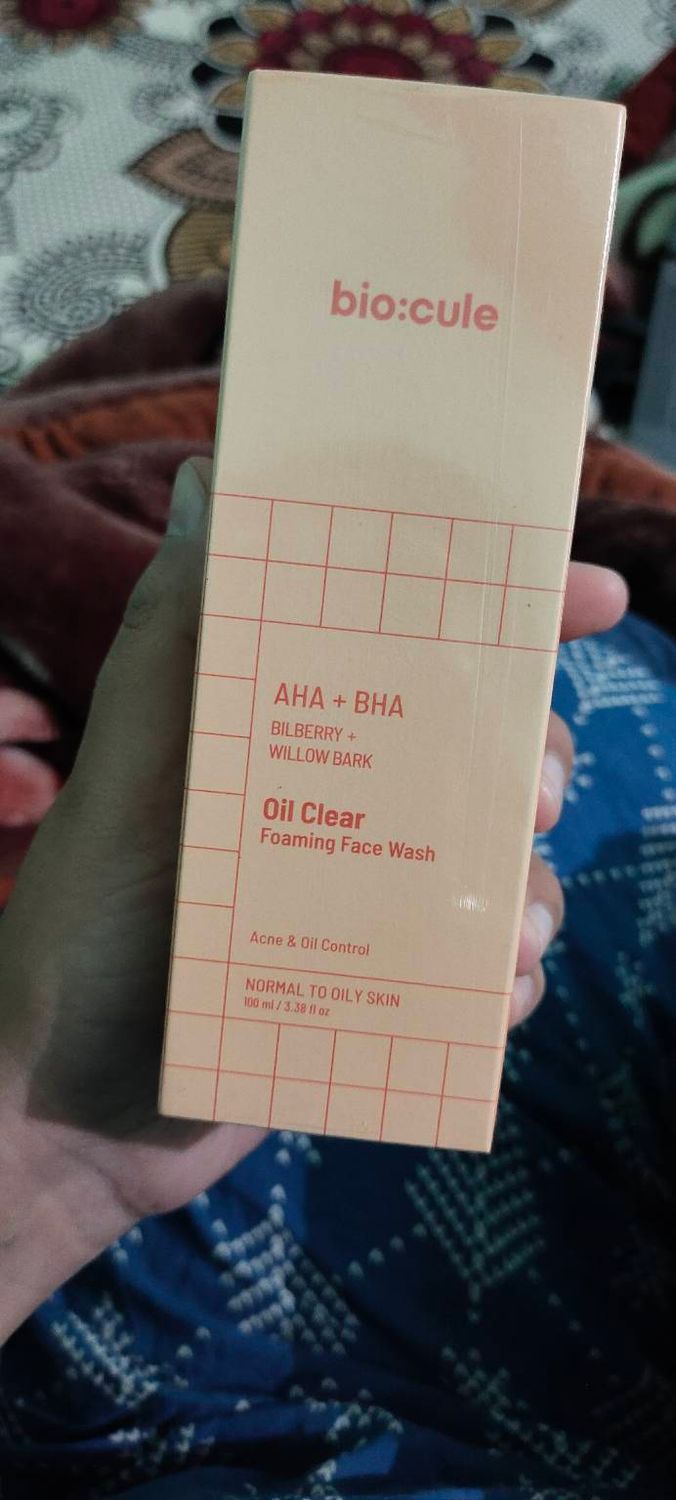 bio:cule
AHA + BHA
BILBERRY +
WILLOW BARK
Oil Clear
Foaming Face Wash
Acne & Oil Control
NORMAL TO OILY SKIN
100 ml / 3.38 fl oz